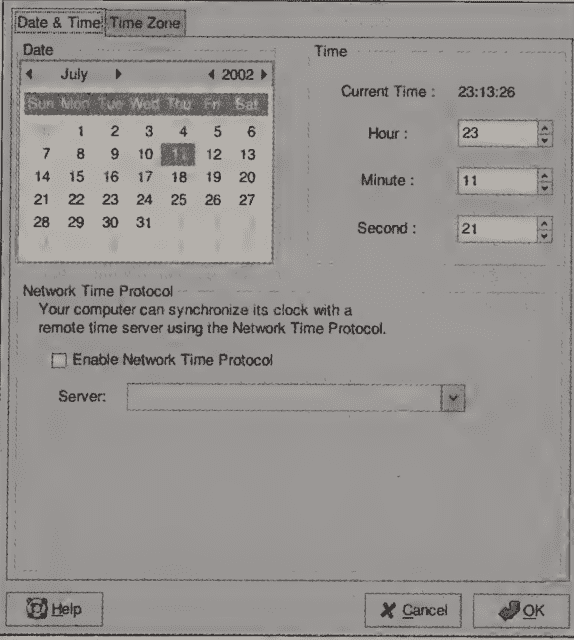 Date & Time Time Zone
Date
July 2002
Sun Mon Tue Wed Thu Fri Sat
1 2 3 4 5 6
7 8 9 10 11 12 13
14 15 16 17 18 19 20
21 22 23 24 25 26 27
28 29 30 31
Time
Current Time : 23:13:26
Hour : 23
Minute : 11
Second : 21
Network Time Protocol
Your computer can synchronize its clock with a
remote time server using the Network Time Protocol.
Enable Network Time Protocol
Server:
Help Cancel OK